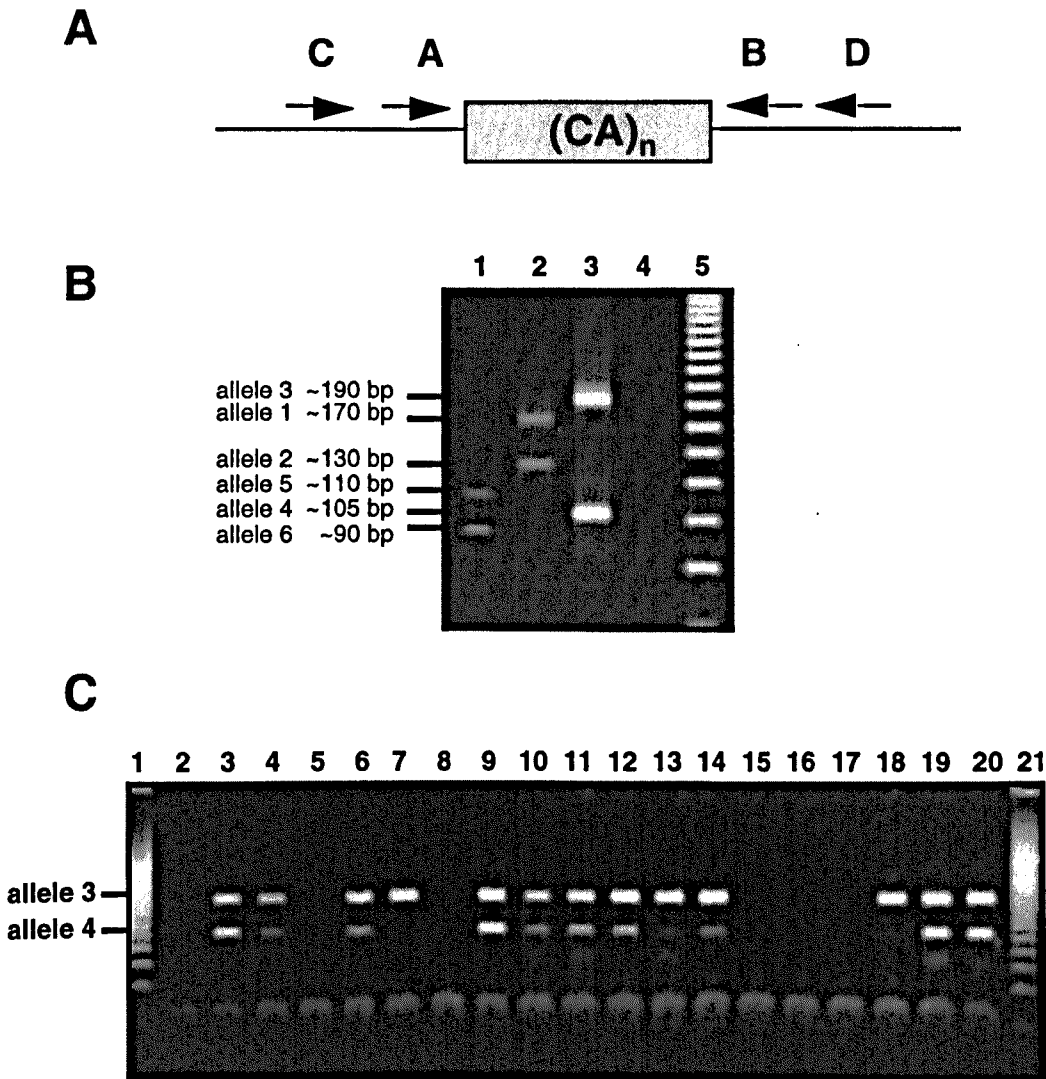 A
C A B D
(CA)n
B
1 2 3 4 5
allele 3 ~190 bp
allele 1 ~170 bp
allele 2 ~130 bp
allele 5 ~110 bp
allele 4 ~105 bp
allele 6 ~90 bp
C
1 2 3 4 5 6 7 8 9 10 11 12 13 14 15 16 17 18 19 20 21
allele 3
allele 4